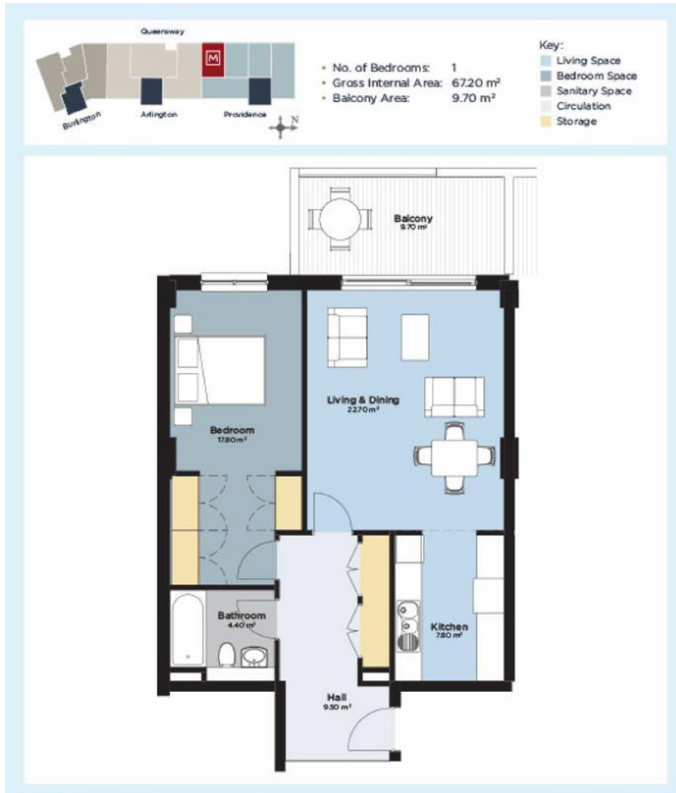 Queensway
M
Burlington
Arlington
Providence
N
• No. of Bedrooms: 1
• Gross Internal Area: 67.20 m²
• Balcony Area: 9.70 m²
Key:
Living Space
Bedroom Space
Sanitary Space
Circulation
Storage
Balcony
9.70 m²
Living & Dining
22.70 m²
Bedroom
17.80 m²
Bathroom
4.40 m²
Kitchen
7.80 m²
Hall
9.50 m²